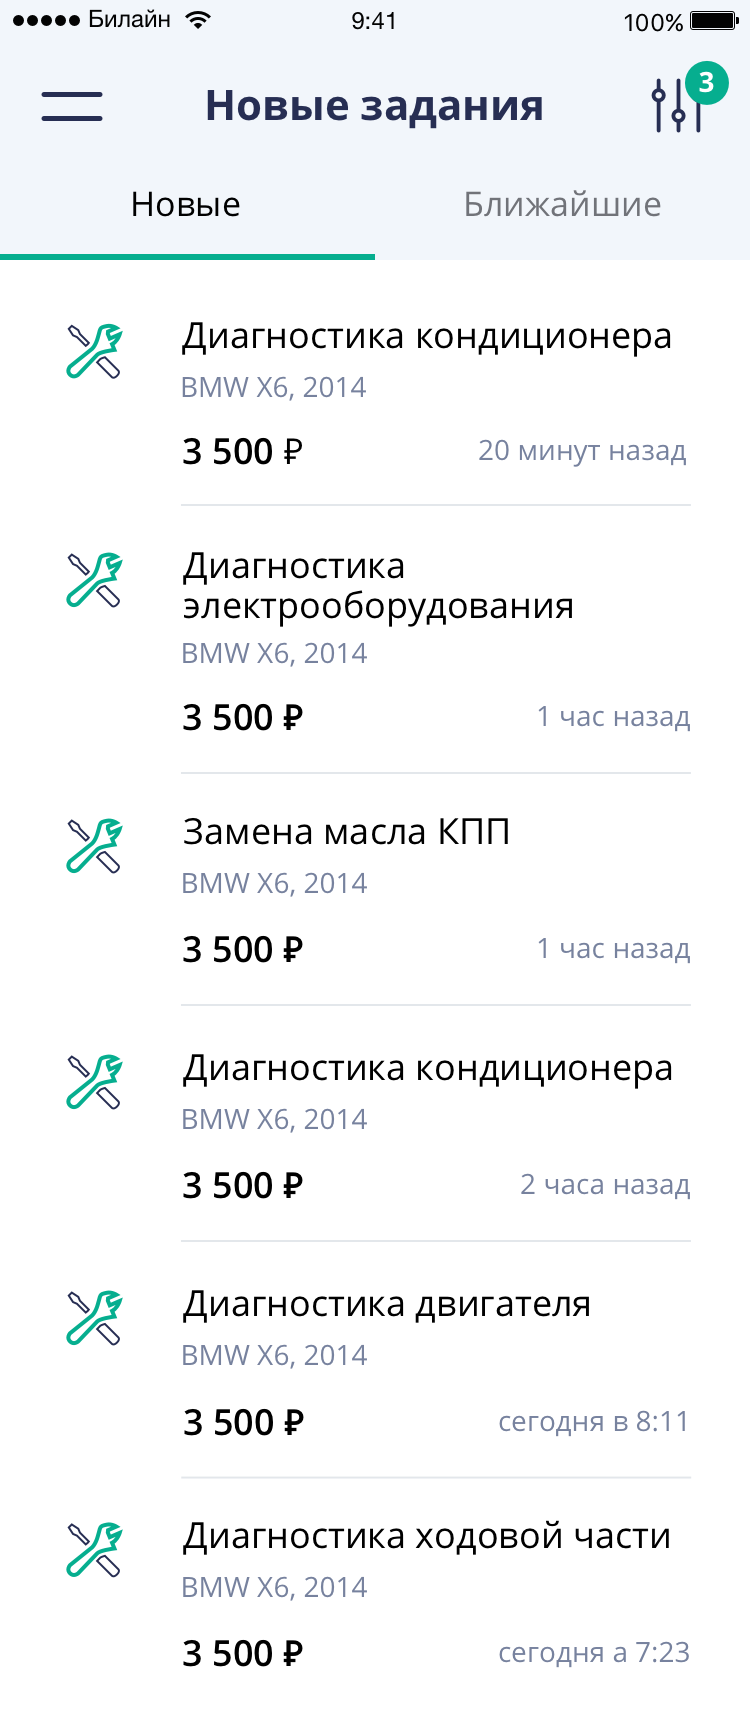 Билайн 9:41 100%
Новые задания 3
Новые Ближайшие
Диагностика кондиционера
BMW X6, 2014
3 500 ₽ 20 минут назад
Диагностика
электрооборудования
BMW X6, 2014
3 500 ₽ 1 час назад
Замена масла КПП
BMW X6, 2014
3 500 ₽ 1 час назад
Диагностика кондиционера
BMW X6, 2014
3 500 ₽ 2 часа назад
Диагностика двигателя
BMW X6, 2014
3 500 ₽ сегодня в 8:11
Диагностика ходовой части
BMW X6, 2014
3 500 ₽ сегодня а 7:23